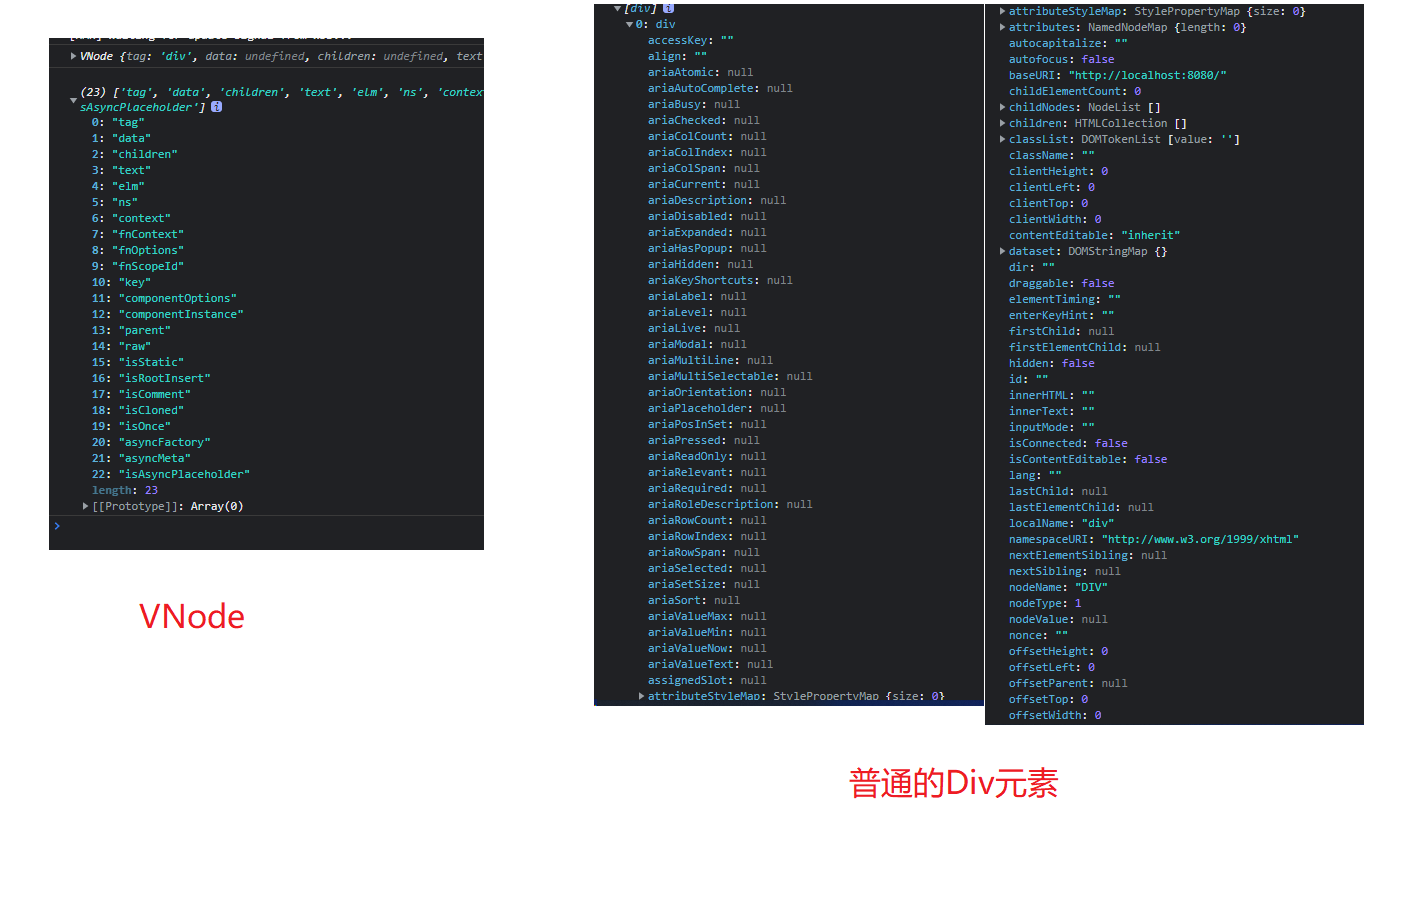 VNode {tag: 'div', data: undefined, children: undefined, text
(23) ['tag', 'data', 'children', 'text', 'elm', 'ns', 'contex
sAsyncPlaceholder']
0: "tag"
1: "data"
2: "children"
3: "text"
4: "elm"
5: "ns"
6: "context"
7: "fnContext"
8: "fnOptions"
9: "fnScopeId"
10: "key"
11: "componentOptions"
12: "componentInstance"
13: "parent"
14: "raw"
15: "isStatic"
16: "isRootInsert"
17: "isComment"
18: "isCloned"
19: "isOnce"
20: "asyncFactory"
21: "asyncMeta"
22: "isAsyncPlaceholder"
length: 23
[[Prototype]]: Array(0)
VNode
[div]
0: div
accessKey: ""
align: ""
ariaAtomic: null
ariaAutoComplete: null
ariaBusy: null
ariaChecked: null
ariaColCount: null
ariaColIndex: null
ariaColSpan: null
ariaCurrent: null
ariaDescription: null
ariaDisabled: null
ariaExpanded: null
ariaHasPopup: null
ariaHidden: null
ariaKeyShortcuts: null
ariaLabel: null
ariaLevel: null
ariaLive: null
ariaModal: null
ariaMultiLine: null
ariaMultiSelectable: null
ariaOrientation: null
ariaPlaceholder: null
ariaPosInSet: null
ariaPressed: null
ariaReadOnly: null
ariaRelevant: null
ariaRequired: null
ariaRoleDescription: null
ariaRowCount: null
ariaRowIndex: null
ariaRowSpan: null
ariaSelected: null
ariaSetSize: null
ariaSort: null
ariaValueMax: null
ariaValueMin: null
ariaValueNow: null
ariaValueText: null
assignedSlot: null
attributeStyleMap: StylePropertyMap {size: 0}
attributeStyleMap: StylePropertyMap {size: 0}
attributes: NamedNodeMap {length: 0}
autocapitalize: ""
autofocus: false
baseURI: "http://localhost:8080/"
childElementCount: 0
childNodes: NodeList []
children: HTMLCollection []
classList: DOMTokenList [value: '']
className: ""
clientHeight: 0
clientLeft: 0
clientTop: 0
clientWidth: 0
contentEditable: "inherit"
dataset: DOMStringMap {}
dir: ""
draggable: false
elementTiming: ""
enterKeyHint: ""
firstChild: null
firstElementChild: null
hidden: false
id: ""
innerHTML: ""
innerText: ""
inputMode: ""
isConnected: false
isContentEditable: false
lang: ""
lastChild: null
lastElementChild: null
localName: "div"
namespaceURI: "http://www.w3.org/1999/xhtml"
nextElementSibling: null
nextSibling: null
nodeName: "DIV"
nodeType: 1
nodeValue: null
nonce: ""
offsetHeight: 0
offsetLeft: 0
offsetParent: null
offsetTop: 0
offsetWidth: 0
普通的Div元素